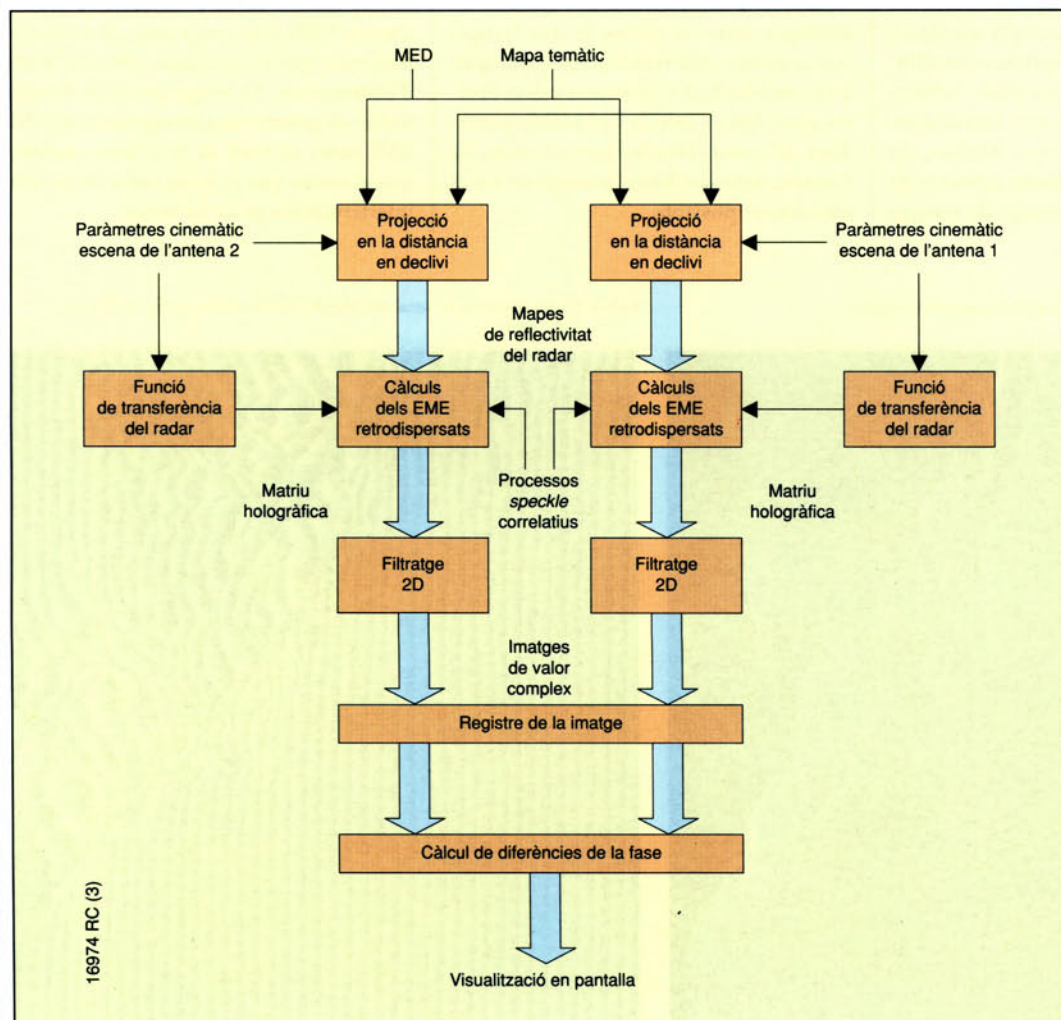 MED
Mapa temàtic
Paràmetres cinemàtic
escena de l'antena 2
Projecció
en la distància
en declivi
Projecció
en la distància
en declivi
Paràmetres cinemàtic
escena de l'antena 1
Mapes
de reflectivitat
del radar
Funció
de transferència
del radar
Càlculs
dels EME
retrodispersats
Càlculs
dels EME
retrodispersats
Funció
de transferència
del radar
Matriu
hologràfica
Processos
speckle
correlatius
Matriu
hologràfica
Filtratge
2D
Filtratge
2D
Imatges
de valor
complex
Registre de la imatge
Càlcul de diferències de la fase
Visualització en pantalla
16974 RC (3)